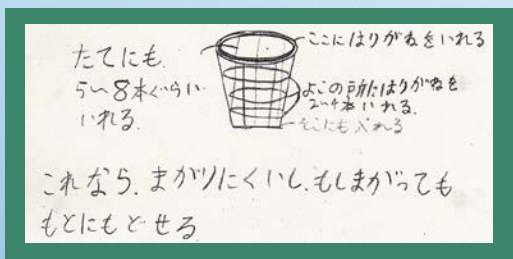 ここにはりがねをいれる
たてにも
5〜8本ぐらい
いれる
よこの所にはりがねを
2〜4本いれる.
そこにも入れる
これなら、まがりにくいし、もしまがっても
もとにもどせる